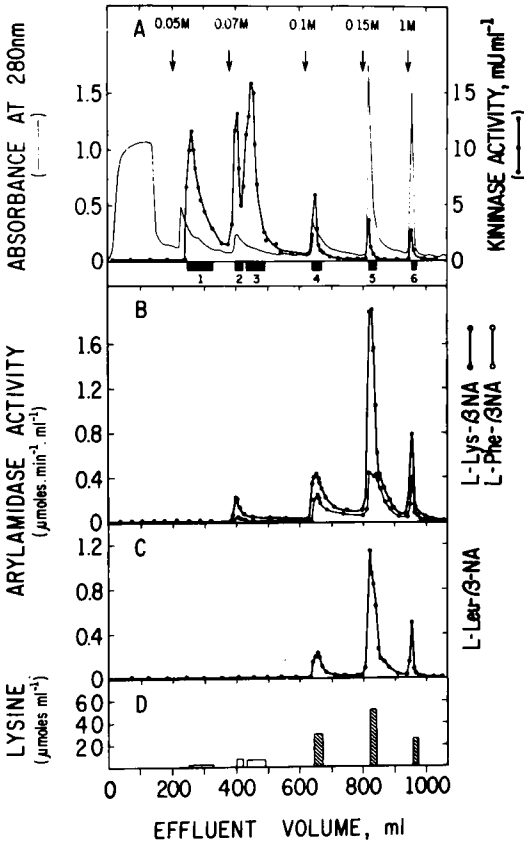 A
0.05M 0.07M 0.1M 0.15M 1M
ABSORBANCE AT 280nm
1.5
1.0
0.5
0
KININASE ACTIVITY, mU ml⁻¹
15
10
5
0
1 2 3 4 5 6
B
ARYLAMIDASE ACTIVITY
(μmoles. min⁻¹. ml⁻¹)
1.6
1.2
0.8
0.4
0
L-Lys-βNA
L-Phe-βNA
C
1.2
0.8
0.4
0
L-Leu-β-NA
D
LYSINE
(μmoles ml⁻¹)
60
40
20
0 200 400 600 800 1000
EFFLUENT VOLUME, ml